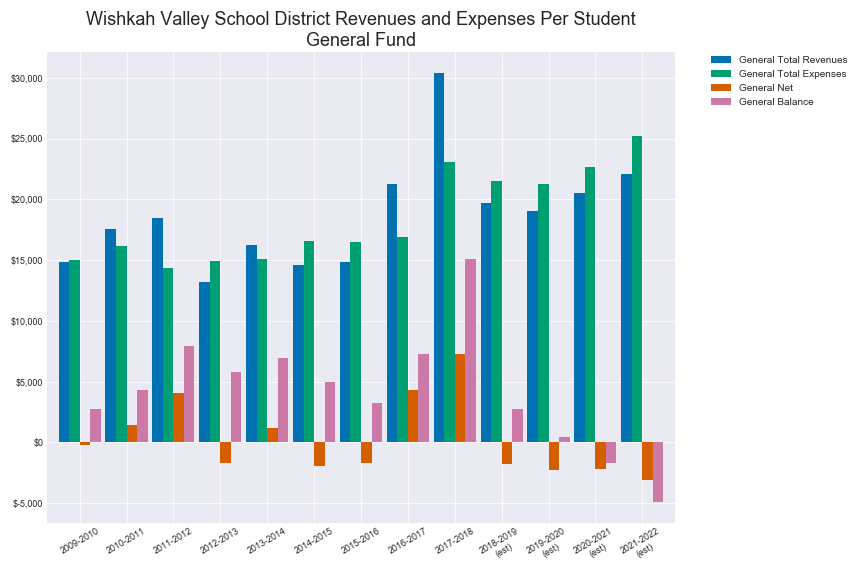 Wishkah Valley School District Revenues and Expenses Per Student
General Fund
General Total Revenues
General Total Expenses
General Net
General Balance
$30,000
$25,000
$20,000
$15,000
$10,000
$5,000
$0
$-5,000
2009-2010
2010-2011
2011-2012
2012-2013
2013-2014
2014-2015
2015-2016
2016-2017
2017-2018
2018-2019
(est)
2019-2020
(est)
2020-2021
(est)
2021-2022
(est)